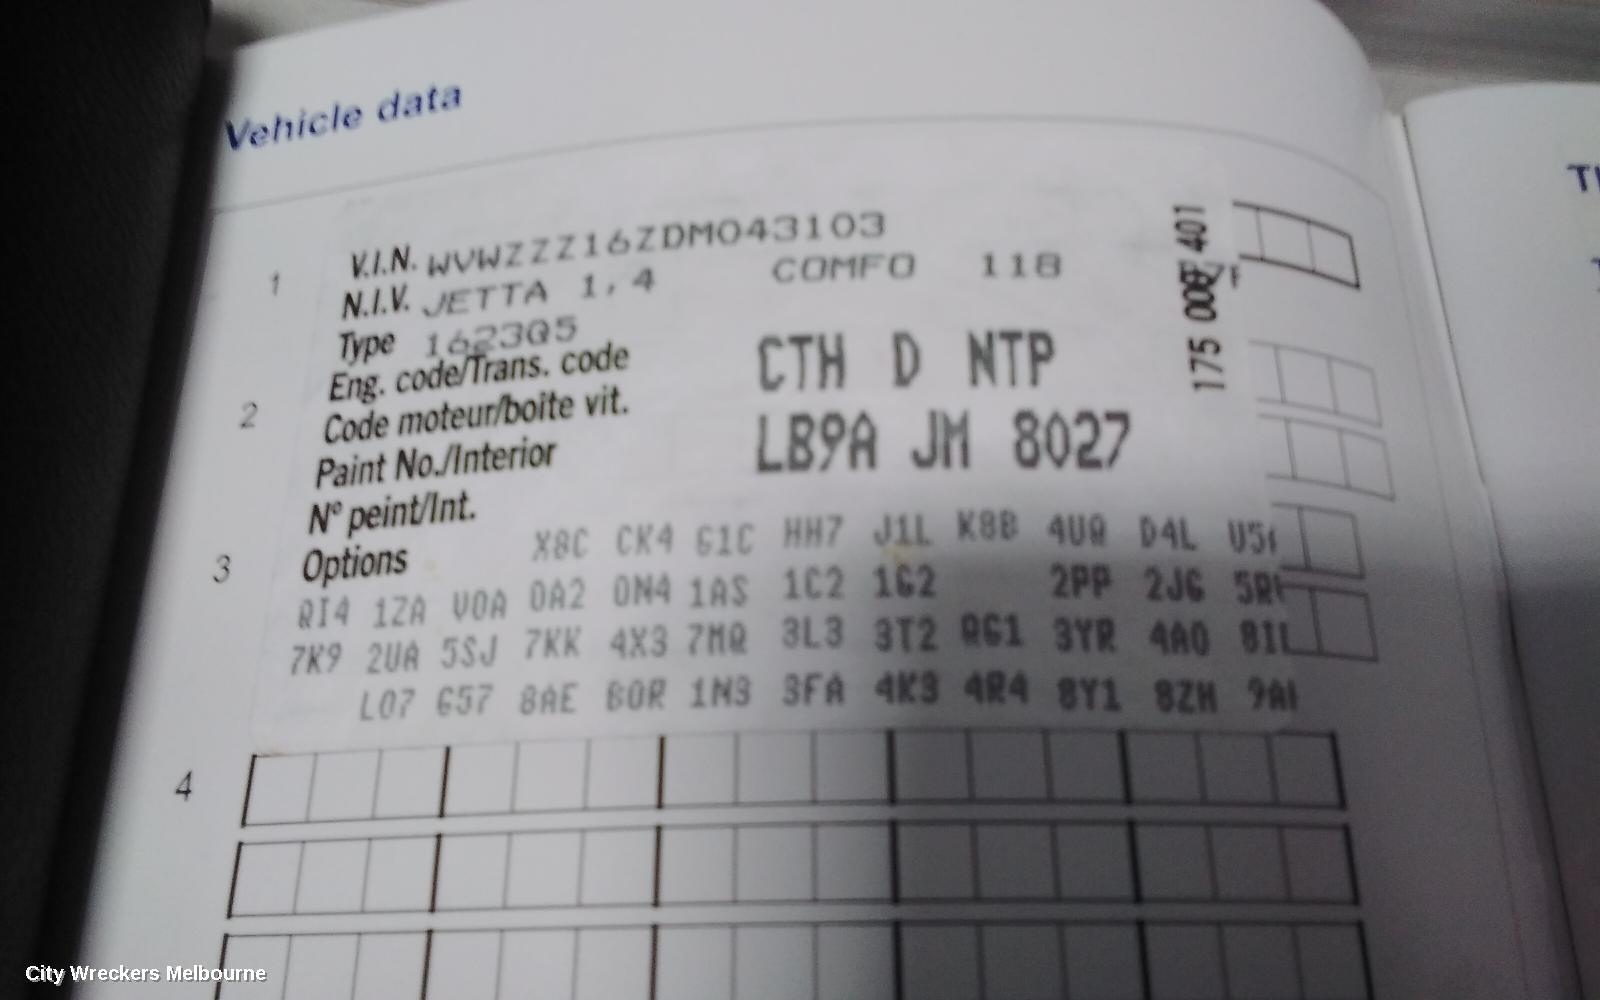 Vehicle data
1
V.I.N. WVWZZZ16ZDM043103
N.I.V. JETTA 1,4 COMFO 118
Type 1623Q5
2
Eng. code/Trans. code CTH D NTP
Code moteur/boîte vit.
Paint No./Interior LB9A JM 8027
N° peint/Int.
3
Options X8C CK4 G1C HH7 J1L K8B 4UQ D4L
QI4 1ZA V0A 0A2 0N4 1AS 1C2 1G2 2PP 2JG
7K9 2UA 5SJ 7KK 4X3 7MQ 3L3 3T2 QG1 3YR 4A0
L07 G57 8AE B0R 1N3 3FA 4K3 4R4 8Y1 8ZH
4
175 401
City Wreckers Melbourne